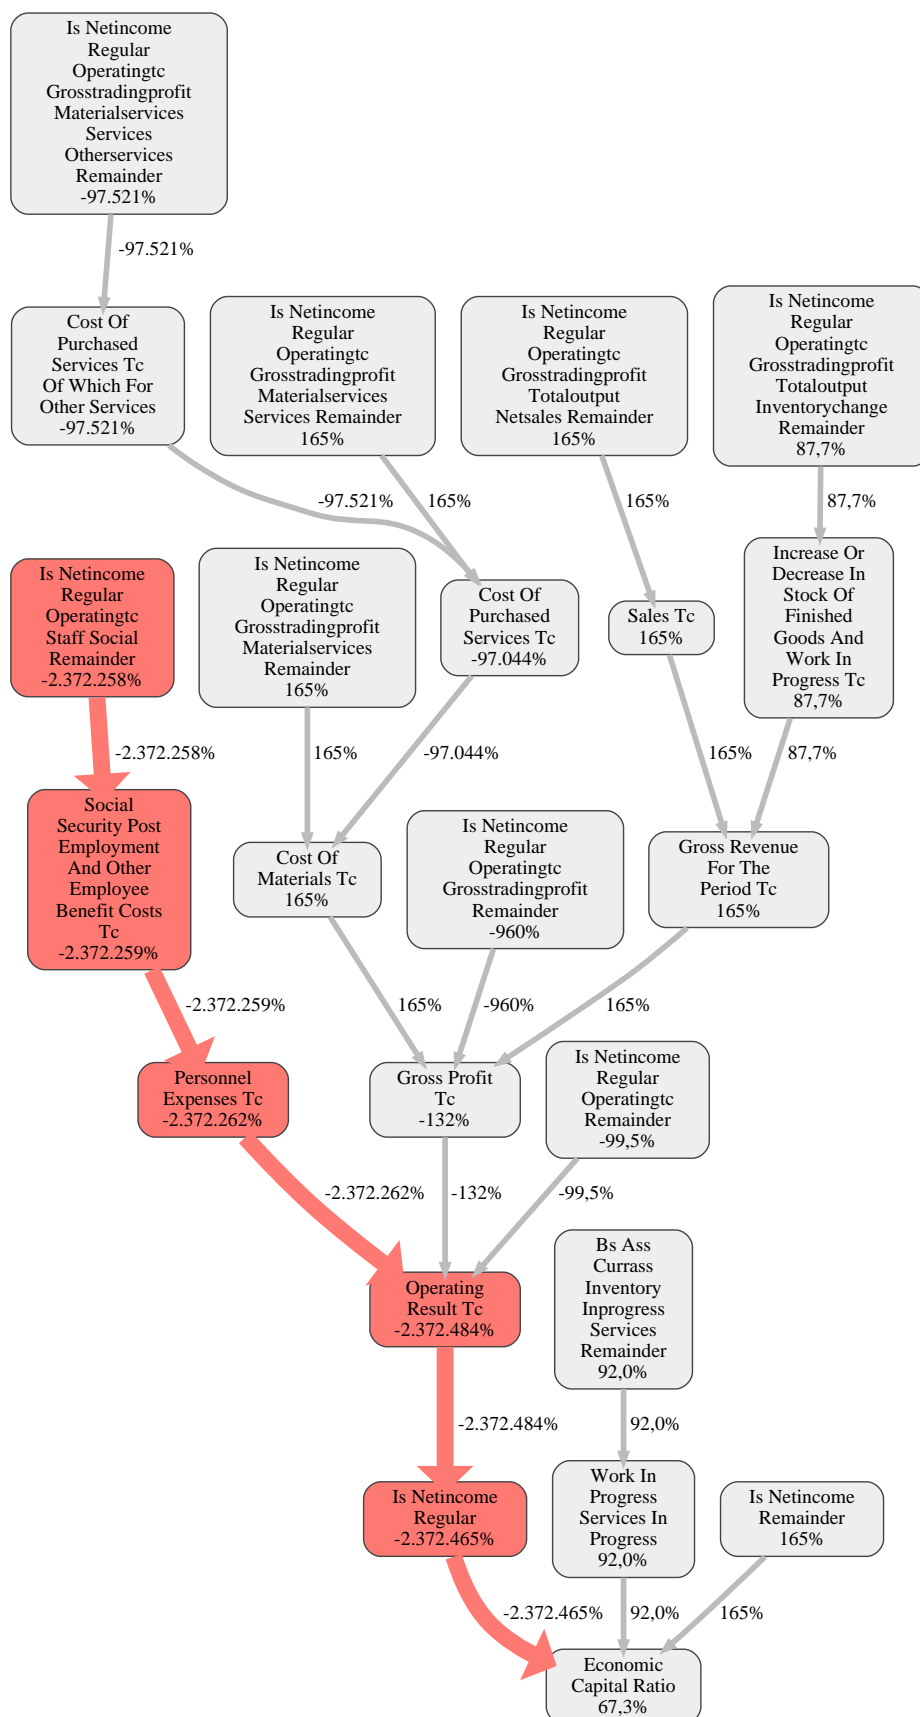 Is Netincome
Regular
Operatingtc
Grosstradingprofit
Materialservices
Services
Otherservices
Remainder
-97.521%
-97.521%
Cost Of
Purchased
Services Tc
Of Which For
Other Services
-97.521%
Is Netincome
Regular
Operatingtc
Grosstradingprofit
Materialservices
Services Remainder
165%
Is Netincome
Regular
Operatingtc
Grosstradingprofit
Totaloutput
Netsales Remainder
165%
Is Netincome
Regular
Operatingtc
Grosstradingprofit
Totaloutput
Inventorychange
Remainder
87,7%
-97.521%
165%
165%
87,7%
Is Netincome
Regular
Operatingtc
Staff Social
Remainder
-2.372.258%
Is Netincome
Regular
Operatingtc
Grosstradingprofit
Materialservices
Remainder
165%
Cost Of
Purchased
Services Tc
-97.044%
Sales Tc
165%
Increase Or
Decrease In
Stock Of
Finished
Goods And
Work In
Progress Tc
87,7%
-2.372.258%
165%
-97.044%
165%
87,7%
Social
Security Post
Employment
And Other
Employee
Benefit Costs
Tc
-2.372.259%
Cost Of
Materials Tc
165%
Is Netincome
Regular
Operatingtc
Grosstradingprofit
Remainder
-960%
Gross Revenue
For The
Period Tc
165%
-2.372.259%
165%
-960%
165%
Personnel
Expenses Tc
-2.372.262%
Gross Profit
Tc
-132%
Is Netincome
Regular
Operatingtc
Remainder
-99,5%
-2.372.262%
-132%
-99,5%
Operating
Result Tc
-2.372.484%
Bs Ass
Currass
Inventory
Inprogress
Services
Remainder
92,0%
-2.372.484%
92,0%
Is Netincome
Regular
-2.372.465%
Work In
Progress
Services In
Progress
92,0%
Is Netincome
Remainder
165%
-2.372.465%
92,0%
165%
Economic
Capital Ratio
67,3%